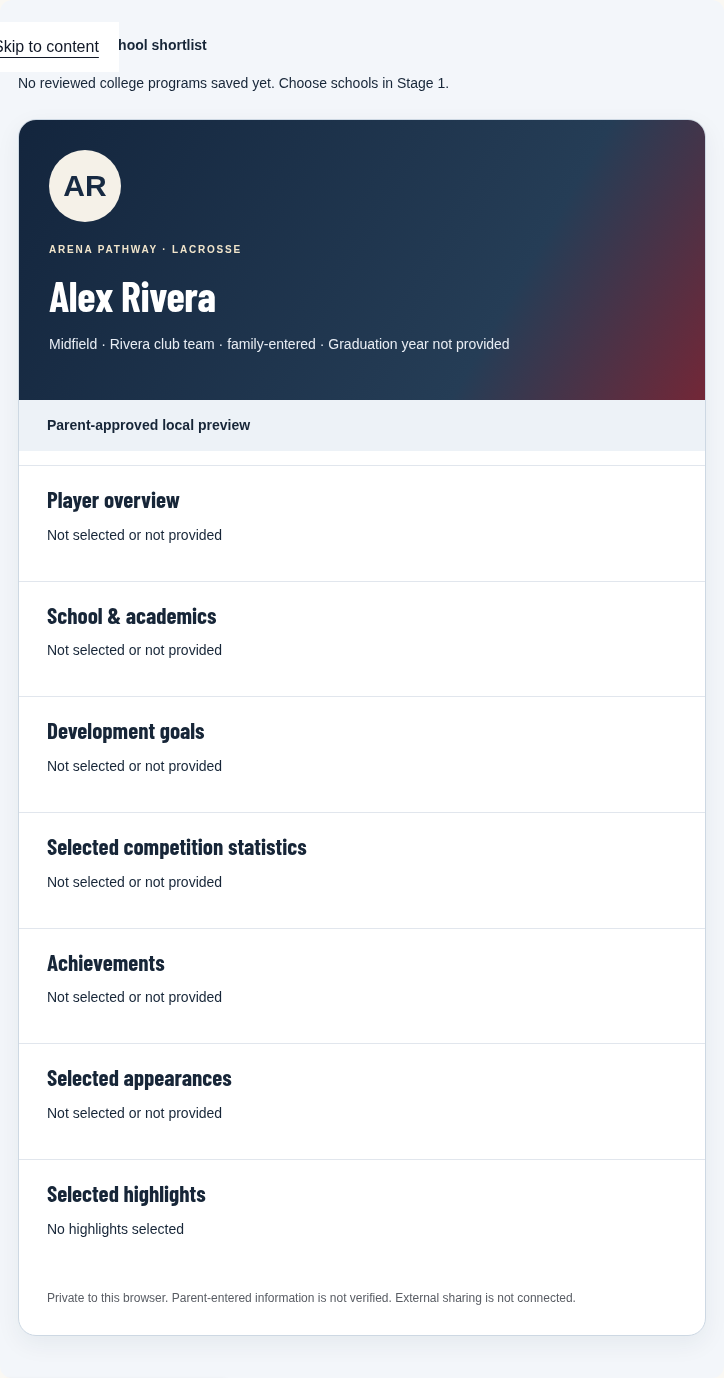 Skip to content
hool shortlist
No reviewed college programs saved yet. Choose schools in Stage 1.
AR
ARENA PATHWAY · LACROSSE
Alex Rivera
Midfield · Rivera club team · family-entered · Graduation year not provided
Parent-approved local preview
Player overview
Not selected or not provided
School & academics
Not selected or not provided
Development goals
Not selected or not provided
Selected competition statistics
Not selected or not provided
Achievements
Not selected or not provided
Selected appearances
Not selected or not provided
Selected highlights
No highlights selected
Private to this browser. Parent-entered information is not verified. External sharing is not connected.